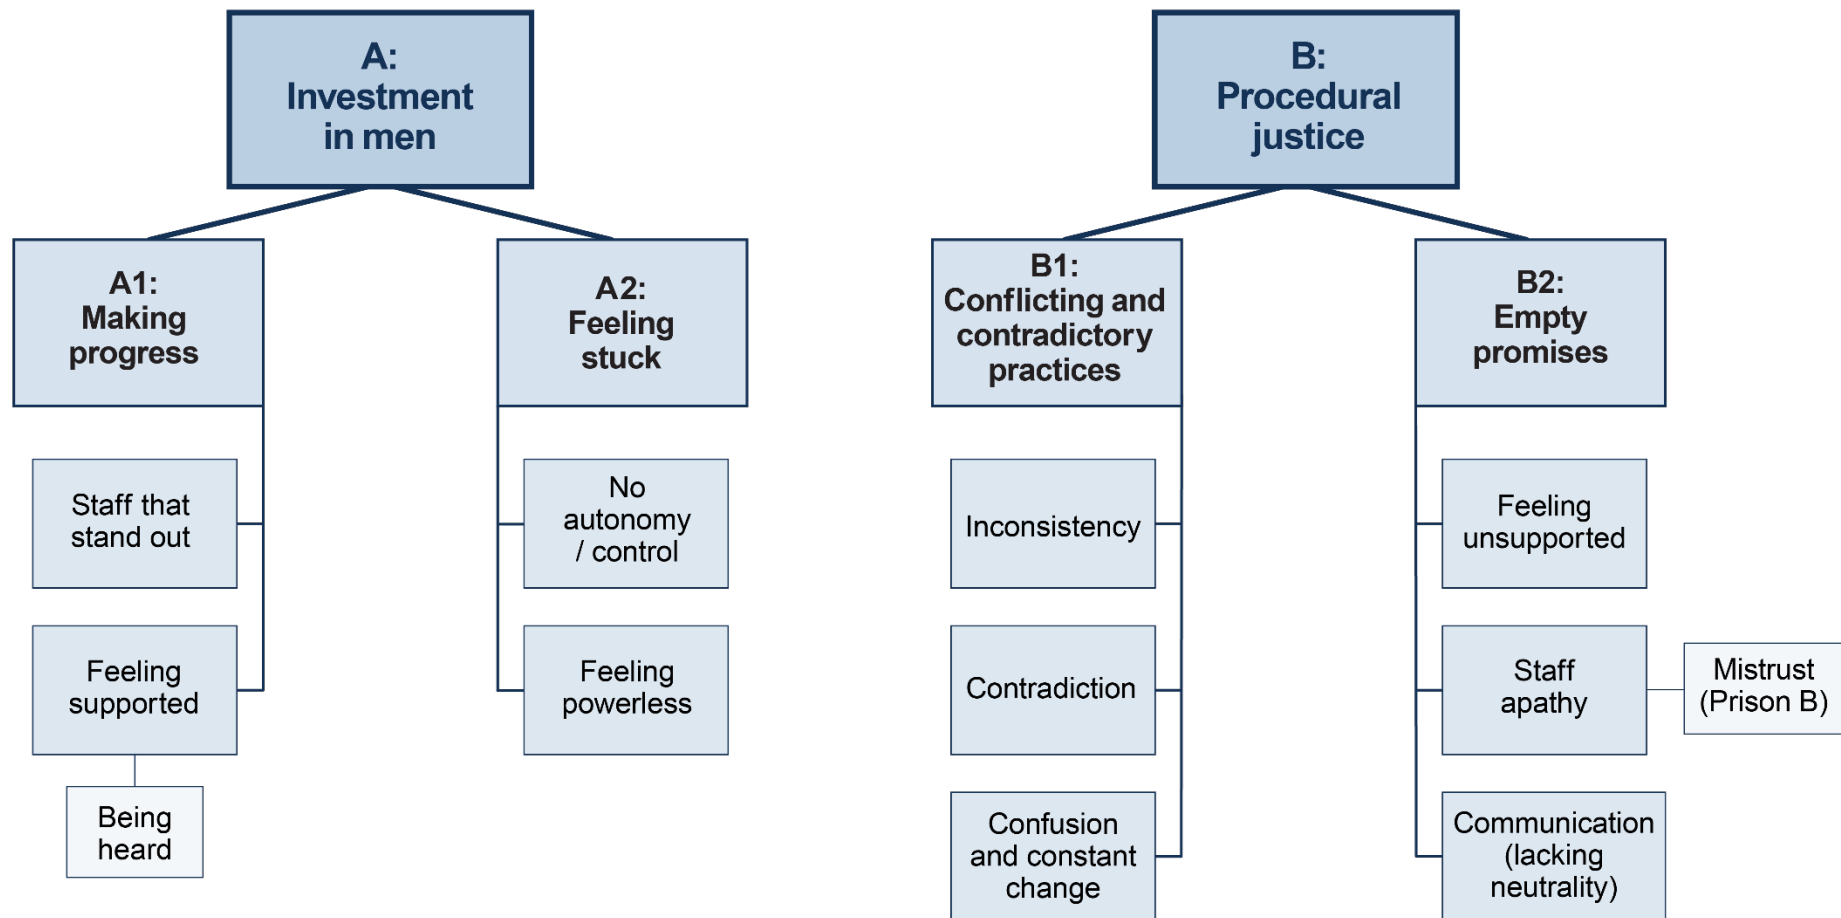 A:
Investment
in men
B:
Procedural
justice
A1:
Making
progress
A2:
Feeling
stuck
B1:
Conflicting and
contradictory
practices
B2:
Empty
promises
Staff that
stand out
No
autonomy
/ control
Inconsistency
Feeling
unsupported
Feeling
supported
Feeling
powerless
Contradiction
Staff
apathy
Mistrust
(Prison B)
Being
heard
Confusion
and constant
change
Communication
(lacking
neutrality)